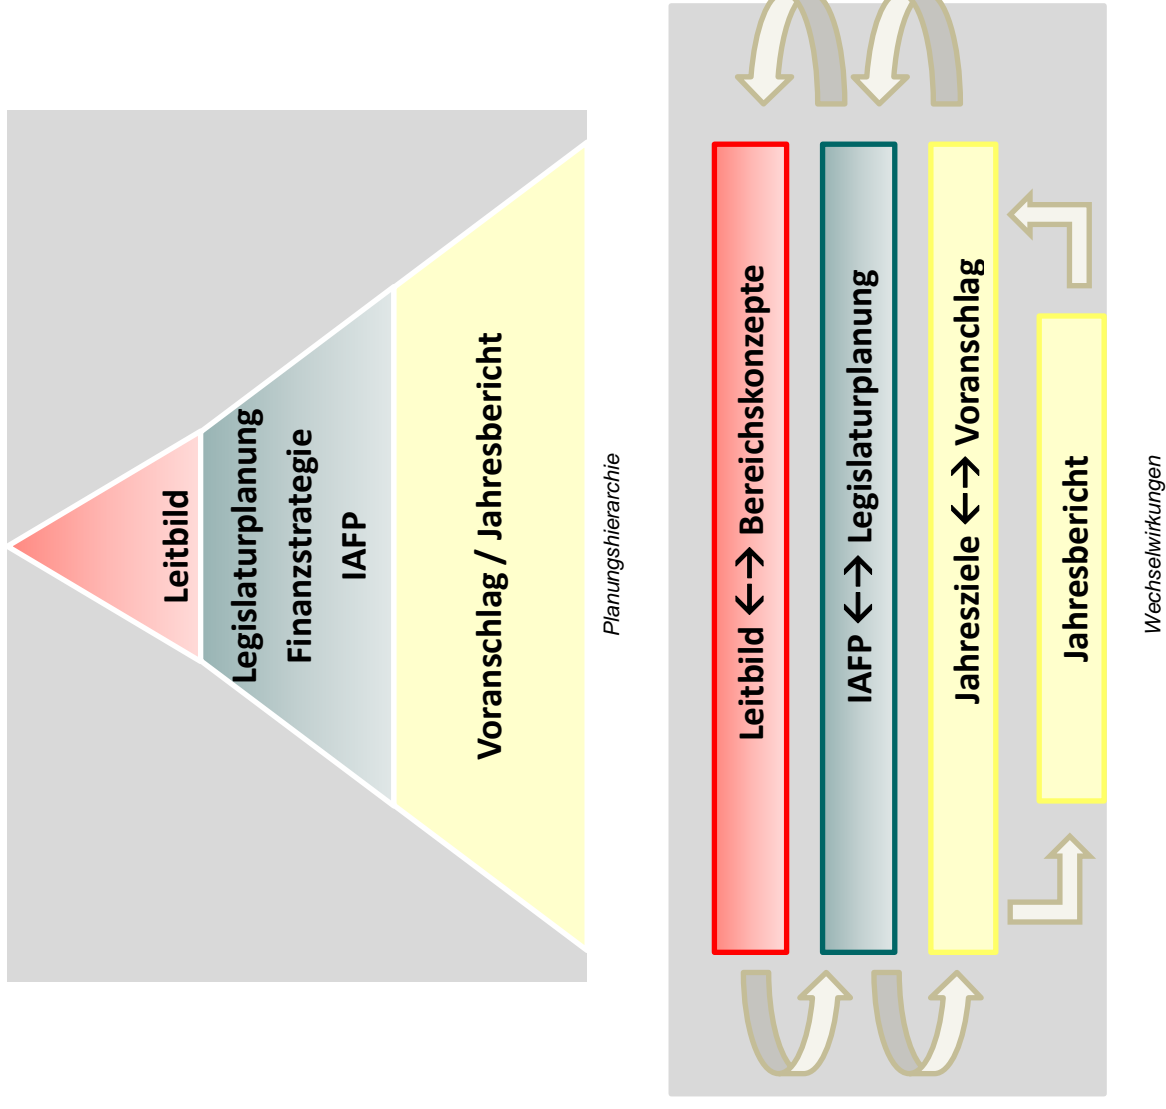 Leitbild
Legislaturplanung
Finanzstrategie
IAFP
Voranschlag / Jahresbericht
Planungshierarchie
Leitbild ←→ Bereichskonzepte
IAFP ←→ Legislaturplanung
Jahresziele ←→ Voranschlag
Jahresbericht
Wechselwirkungen